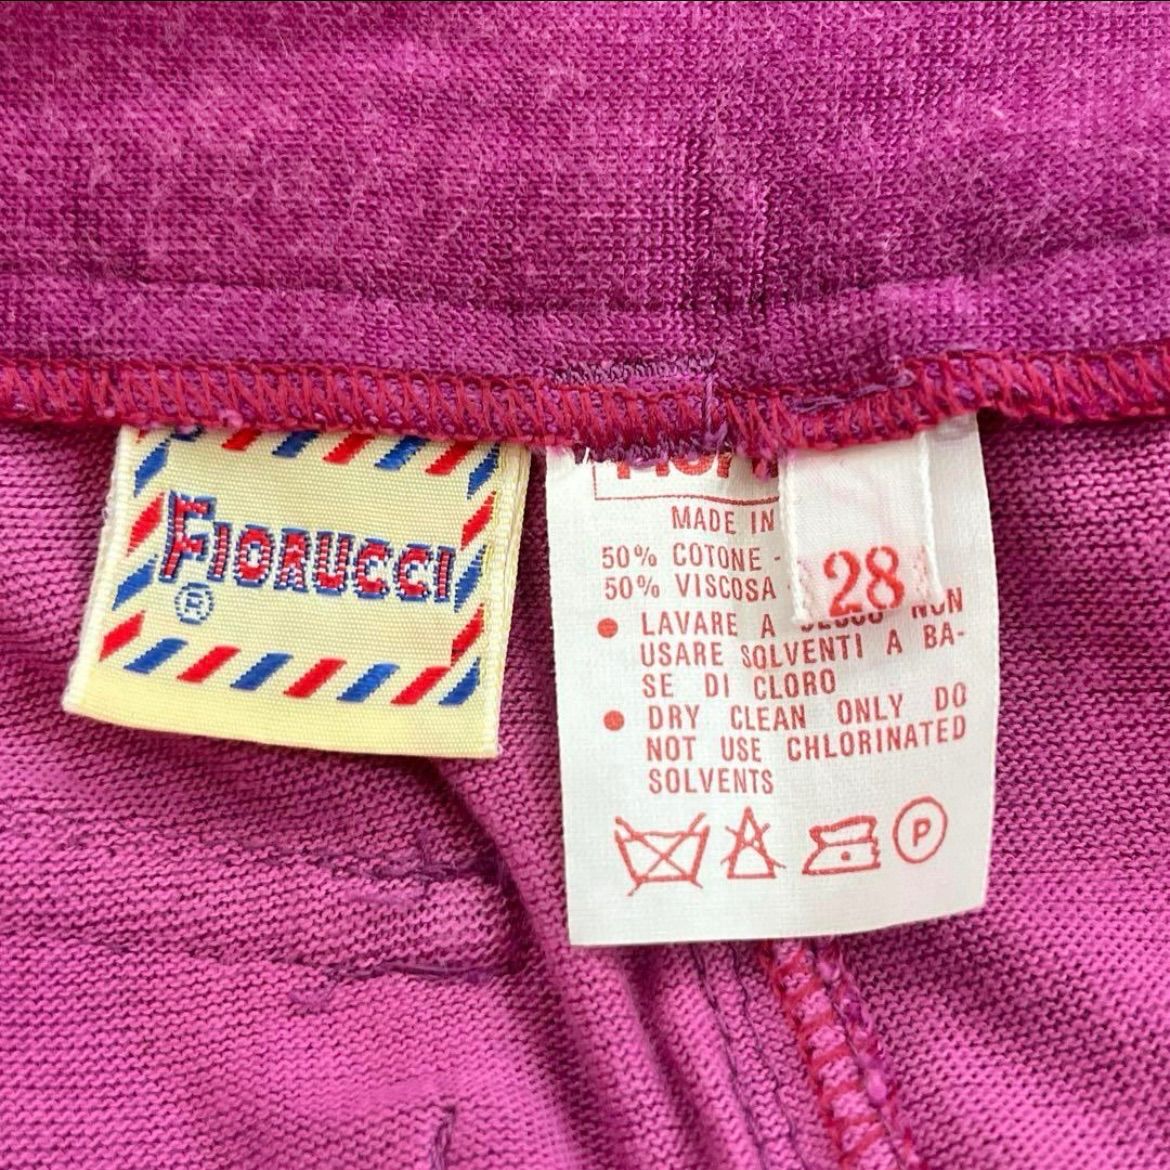 FIORUCCI
®
MADE IN
50% COTONE -
50% VISCOSA
28
● LAVARE A NON
USARE SOLVENTI A BA-
SE DI CLORO
● DRY CLEAN ONLY DO
NOT USE CHLORINATED
SOLVENTS
P